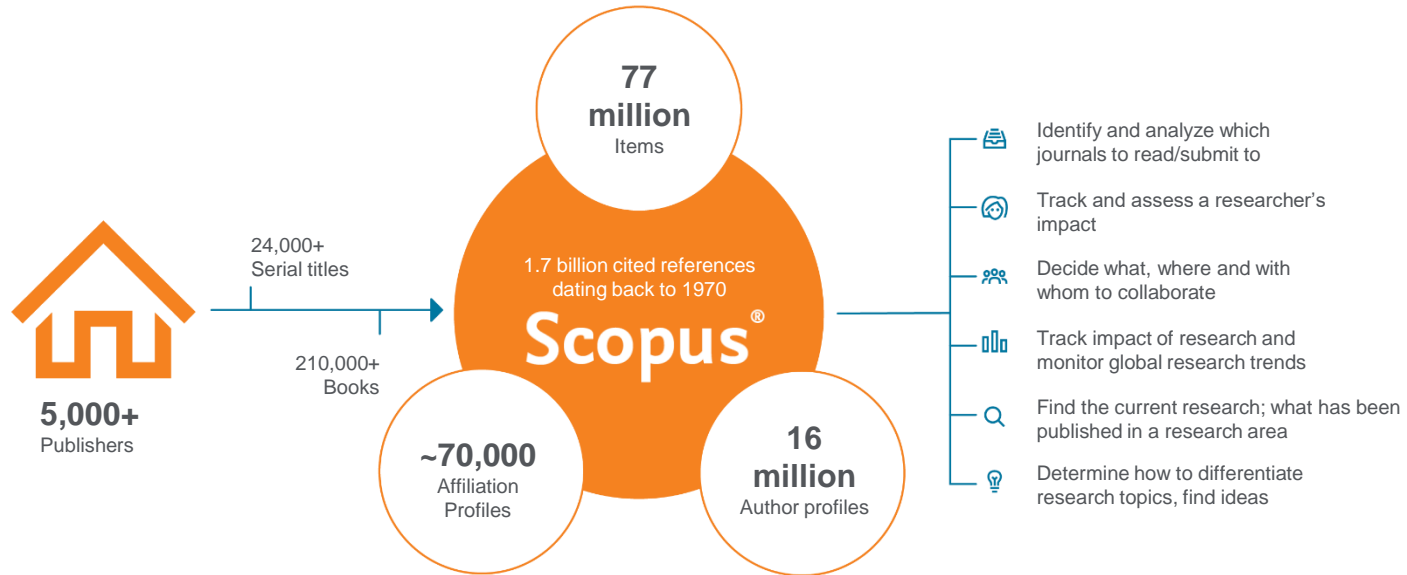 5,000+
Publishers
24,000+
Serial titles
210,000+
Books
77
million
Items
1.7 billion cited references
dating back to 1970
Scopus®
~70,000
Affiliation
Profiles
16
million
Author profiles
Identify and analyze which
journals to read/submit to
Track and assess a researcher’s
impact
Decide what, where and with
whom to collaborate
Track impact of research and
monitor global research trends
Find the current research; what has been
published in a research area
Determine how to differentiate
research topics, find ideas